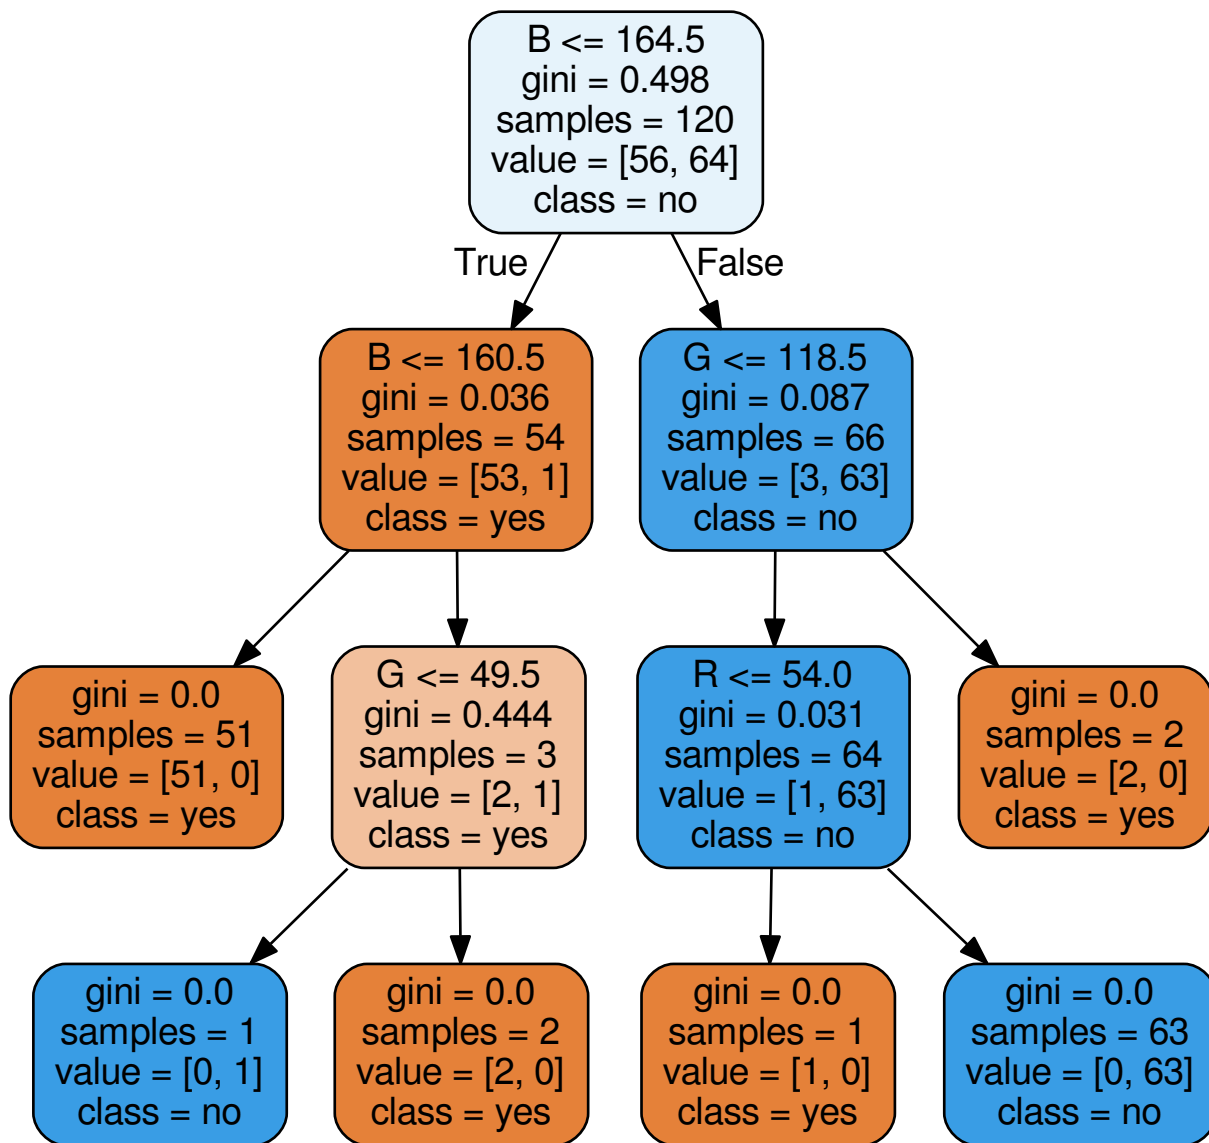 B <= 164.5
gini = 0.498
samples = 120
value = [56, 64]
class = no
True
False
B <= 160.5
gini = 0.036
samples = 54
value = [53, 1]
class = yes
G <= 118.5
gini = 0.087
samples = 66
value = [3, 63]
class = no
gini = 0.0
samples = 51
value = [51, 0]
class = yes
G <= 49.5
gini = 0.444
samples = 3
value = [2, 1]
class = yes
R <= 54.0
gini = 0.031
samples = 64
value = [1, 63]
class = no
gini = 0.0
samples = 2
value = [2, 0]
class = yes
gini = 0.0
samples = 1
value = [0, 1]
class = no
gini = 0.0
samples = 2
value = [2, 0]
class = yes
gini = 0.0
samples = 1
value = [1, 0]
class = yes
gini = 0.0
samples = 63
value = [0, 63]
class = no